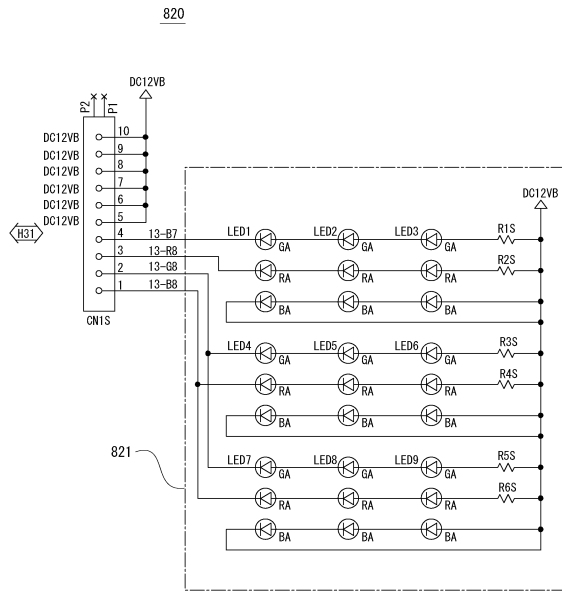 820
DC12VB
P2
P1
DC12VB 10
DC12VB 9
DC12VB 8
DC12VB 7
DC12VB 6
DC12VB 5
H31
4 13-B7
3 13-R8
2 13-G8
1 13-B8
CN1S
DC12VB
LED1 GA LED2 GA LED3 GA R1S
RA RA RA R2S
BA BA BA
LED4 GA LED5 GA LED6 GA R3S
RA RA RA R4S
BA BA BA
821
LED7 GA LED8 GA LED9 GA R5S
RA RA RA R6S
BA BA BA